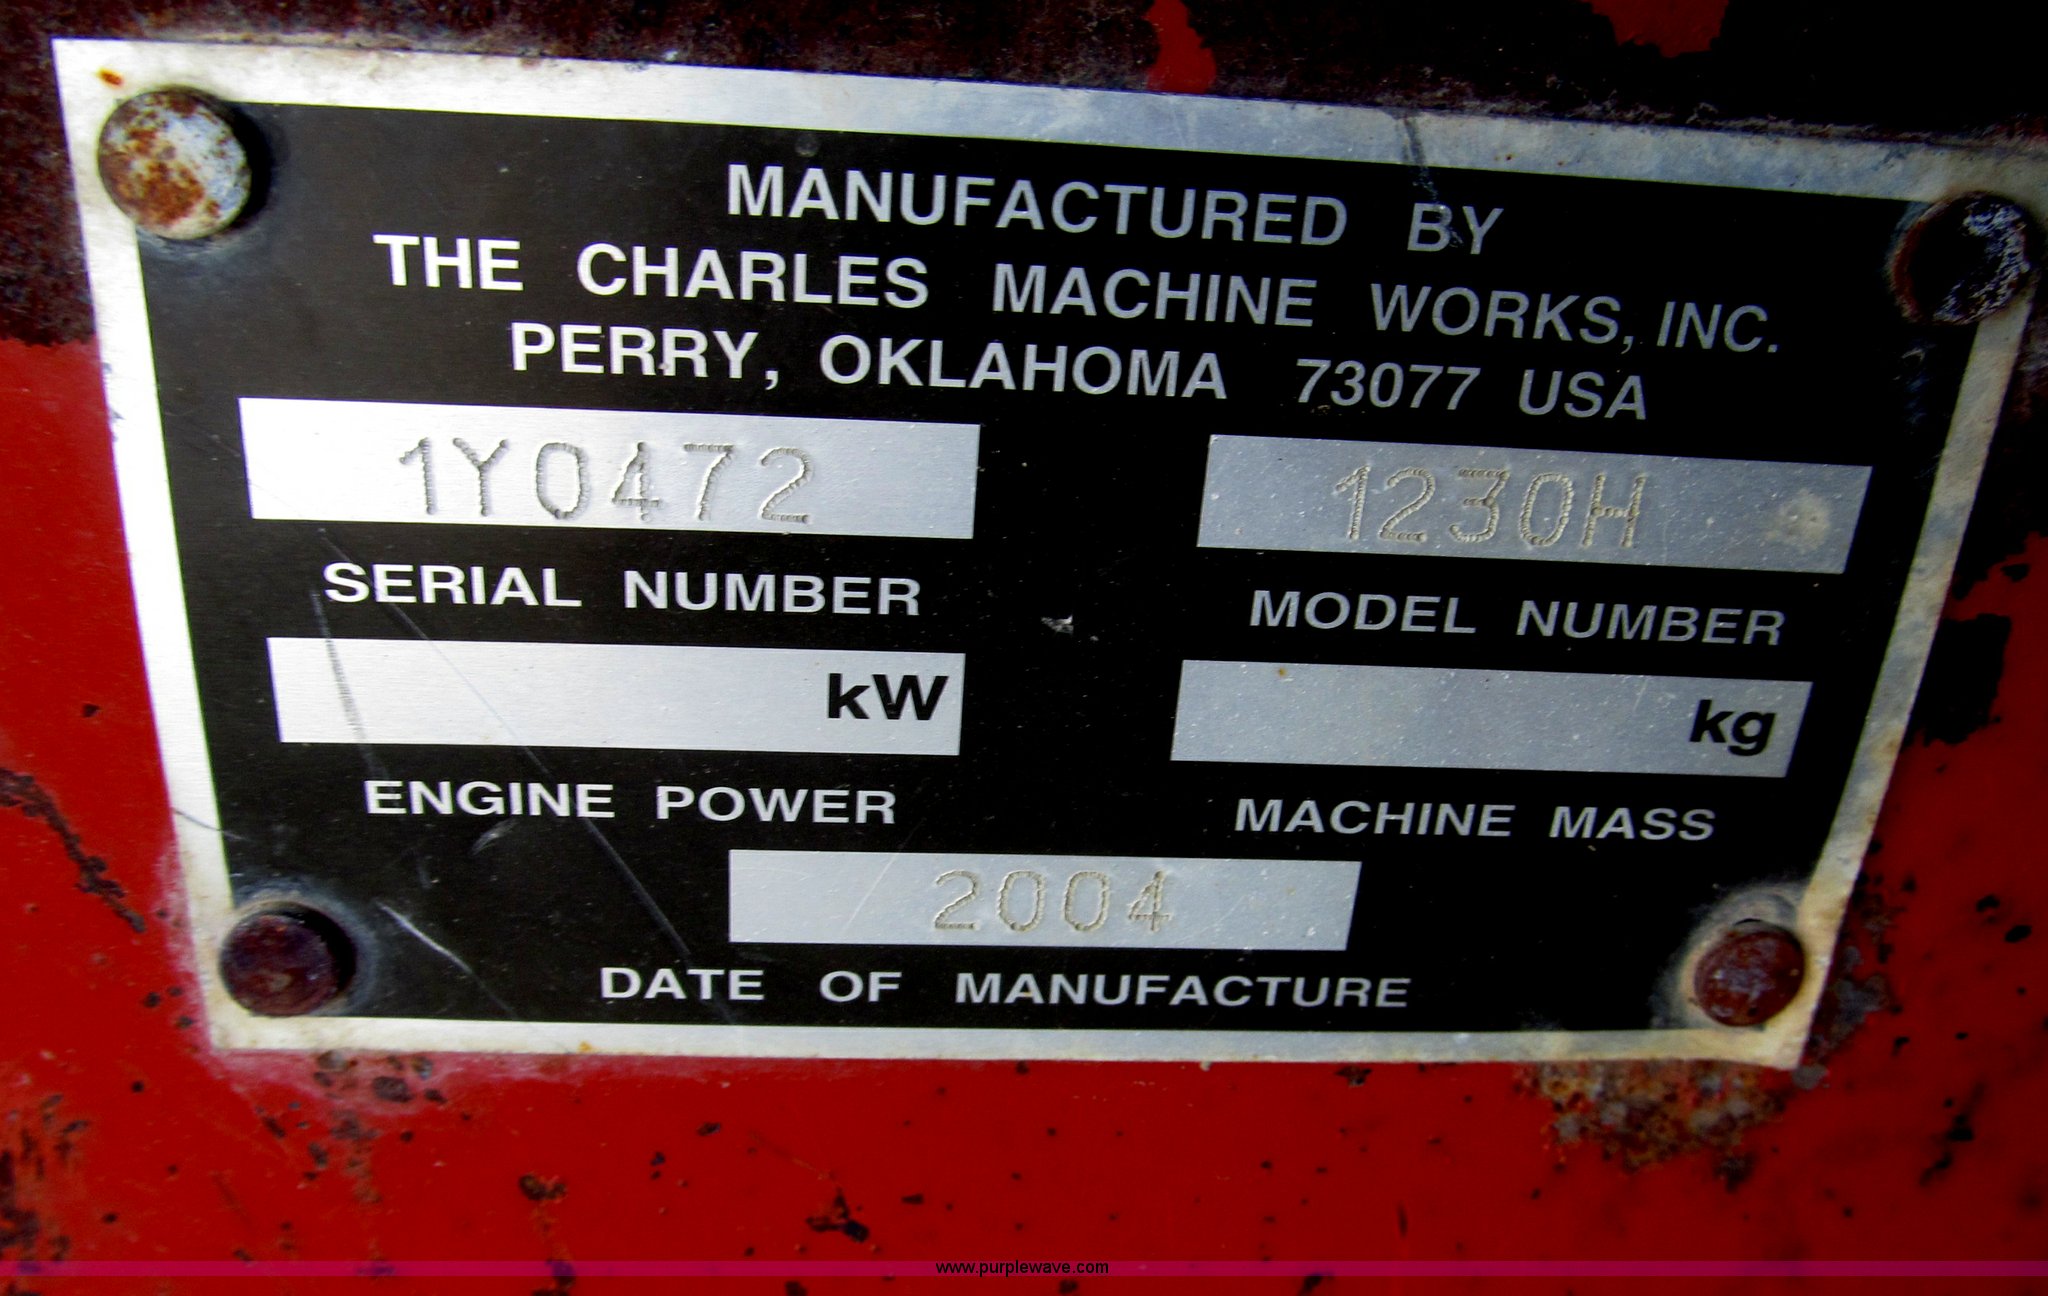 MANUFACTURED BY
THE CHARLES MACHINE WORKS, INC.
PERRY, OKLAHOMA 73077 USA
1Y0472 1230H
SERIAL NUMBER MODEL NUMBER
kW kg
ENGINE POWER MACHINE MASS
2004
DATE OF MANUFACTURE
www.purplewave.com